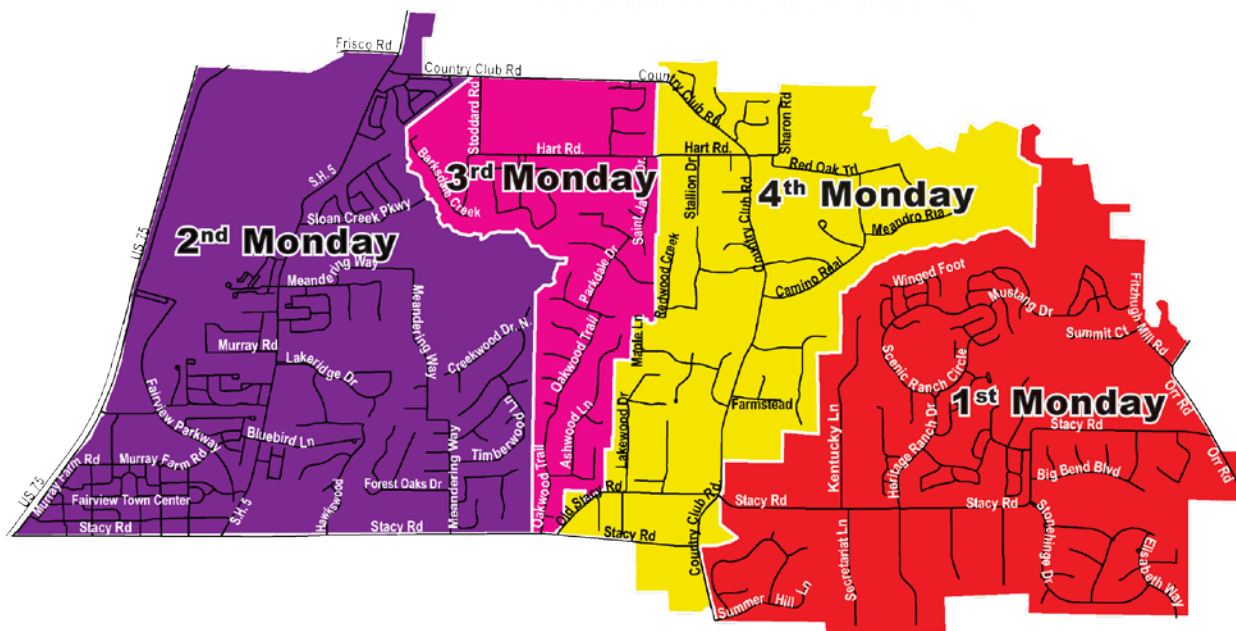 Frisco Rd
Country Club Rd
US 75
S.H. 5
Sloan Creek Pkwy
2nd Monday
Meandering Way
Meandering Way
Murray Rd
Lakeridge Dr
Creekwood Dr. N.
Fairview Parkway
Bluebird Ln
Timberwood Ln
Murray Farm Rd
Murray Farm Rd
Meandering Way
US 75
Fairview Town Center
Forest Oaks Dr
S.H. 5
Hawkswood
Stacy Rd
Stacy Rd
Stoddard Rd
Hart Rd.
Barksdale Creek
3rd Monday
Parkdale Dr
Oakwood Trail
Ashwood Ln
Oakwood Trail
Country Club Rd
Sharon Rd
Hart Rd.
Stallion Dr
Red Oak Trl
4th Monday
Country Club Rd
Meandro Ria
Redwood Creek
Camino Real
Maple Ln
Farmstead
Lakewood Dr
Old Stacy Rd
Stacy Rd
Country Club Rd
Winged Foot
Mustang Dr
Fitzhugh Mill Rd
Summit Ct
Scenic Ranch Circle
1st Monday
Orr Rd
Stacy Rd
Kentucky Ln
Heritage Ranch Dr
Big Bend Blvd
Orr Rd
Stacy Rd
Stacy Rd
Secretariat Ln
Stonehinge Dr
Elisabeth Way
Summer Hill Ln